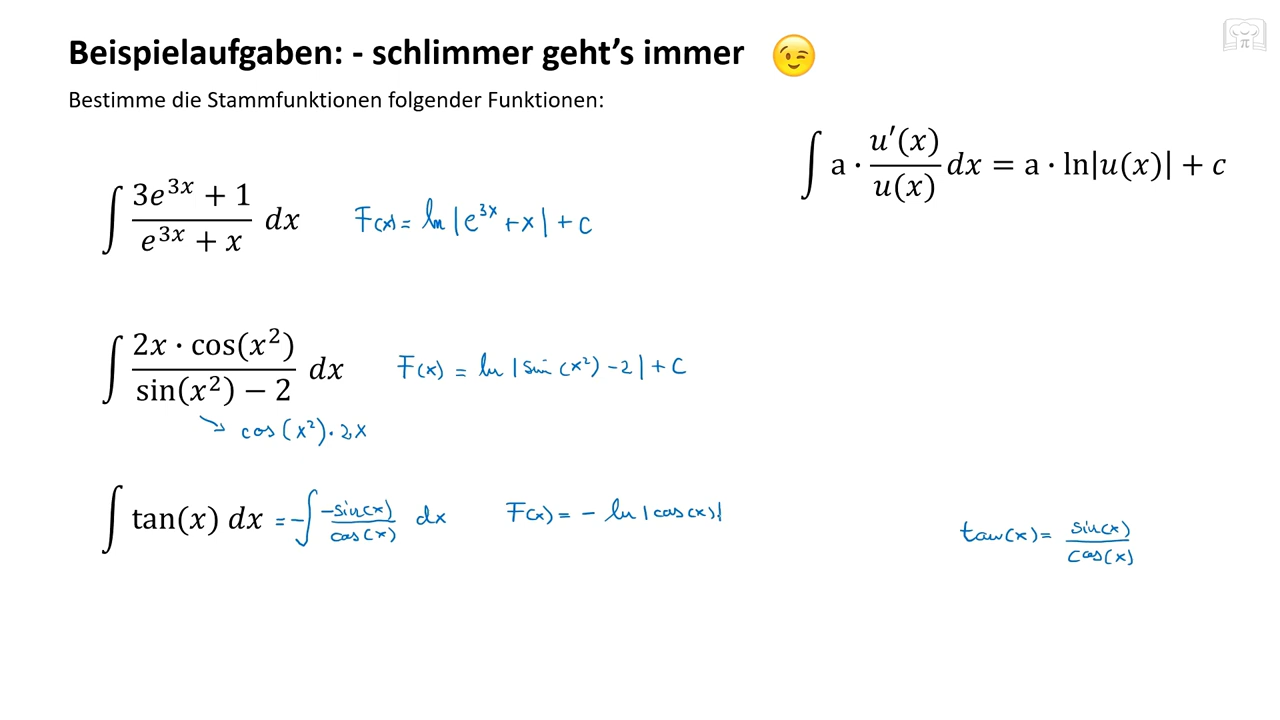 Beispielaufgaben: - schlimmer geht's immer 😉
Bestimme die Stammfunktionen folgender Funktionen:
∫ a · u′(x)/u(x) dx = a · ln|u(x)| + c
∫ (3e^{3x} + 1)/(e^{3x} + x) dx F(x) = ln |e^{3x} + x| + c
∫ (2x · cos(x²))/(sin(x²) − 2) dx F(x) = ln |sin (x²) − 2| + C
↘ cos(x²) · 2x
∫ tan(x) dx = −∫ −sin(x)/cos(x) dx F(x) = − ln |cos(x)|
tan(x) = sin(x)/cos(x)
π